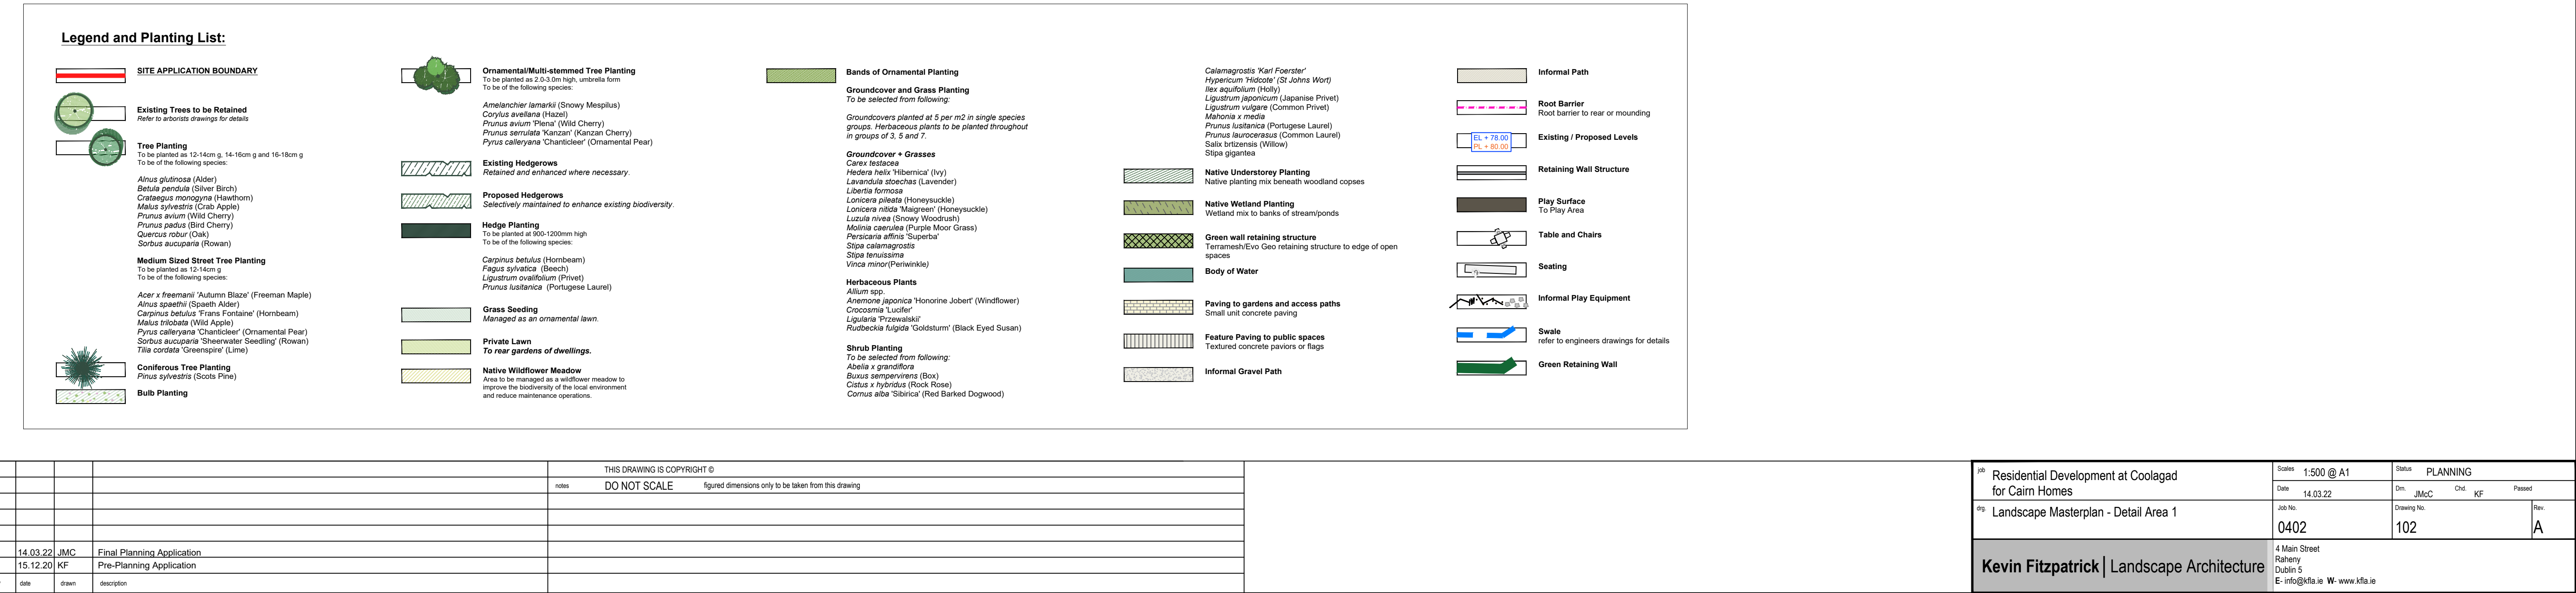 Legend and Planting List:
SITE APPLICATION BOUNDARY
Existing Trees to be Retained
Refer to arborists drawings for details
Tree Planting
To be planted as 12-14cm g, 14-16cm g and 16-18cm g
To be of the following species:
Alnus glutinosa (Alder)
Betula pendula (Silver Birch)
Crataegus monogyna (Hawthorn)
Malus sylvestris (Crab Apple)
Prunus avium (Wild Cherry)
Prunus padus (Bird Cherry)
Quercus robur (Oak)
Sorbus aucuparia (Rowan)
Medium Sized Street Tree Planting
To be planted as 12-14cm g
To be of the following species:
Acer x freemanii 'Autumn Blaze' (Freeman Maple)
Alnus spaethii (Spaeth Alder)
Carpinus betulus 'Frans Fontaine' (Hornbeam)
Malus trilobata (Wild Apple)
Pyrus calleryana 'Chanticleer' (Ornamental Pear)
Sorbus aucuparia 'Sheerwater Seedling' (Rowan)
Tilia cordata 'Greenspire' (Lime)
Coniferous Tree Planting
Pinus sylvestris (Scots Pine)
Bulb Planting
Ornamental/Multi-stemmed Tree Planting
To be planted as 2.0-3.0m high, umbrella form
To be of the following species:
Amelanchier lamarkii (Snowy Mespilus)
Corylus avellana (Hazel)
Prunus avium 'Plena' (Wild Cherry)
Prunus serrulata 'Kanzan' (Kanzan Cherry)
Pyrus calleryana 'Chanticleer' (Ornamental Pear)
Existing Hedgerows
Retained and enhanced where necessary.
Proposed Hedgerows
Selectively maintained to enhance existing biodiversity.
Hedge Planting
To be planted at 900-1200mm high
To be of the following species:
Carpinus betulus (Hornbeam)
Fagus sylvatica (Beech)
Ligustrum ovalifolium (Privet)
Prunus lusitanica (Portugese Laurel)
Grass Seeding
Managed as an ornamental lawn.
Private Lawn
To rear gardens of dwellings.
Native Wildflower Meadow
Area to be managed as a wildflower meadow to
improve the biodiversity of the local environment
and reduce maintenance operations.
Bands of Ornamental Planting
Groundcover and Grass Planting
To be selected from following:
Groundcovers planted at 5 per m2 in single species
groups. Herbaceous plants to be planted throughout
in groups of 3, 5 and 7.
Groundcover + Grasses
Carex testacea
Hedera helix 'Hibernica' (Ivy)
Lavandula stoechas (Lavender)
Libertia formosa
Lonicera pileata (Honeysuckle)
Lonicera nitida 'Maigreen' (Honeysuckle)
Luzula nivea (Snowy Woodrush)
Molinia caerulea (Purple Moor Grass)
Persicaria affinis 'Superba'
Stipa calamagrostis
Stipa tenuissima
Vinca minor(Periwinkle)
Herbaceous Plants
Allium spp.
Anemone japonica 'Honorine Jobert' (Windflower)
Crocosmia 'Lucifer'
Ligularia 'Przewalskii'
Rudbeckia fulgida 'Goldsturm' (Black Eyed Susan)
Shrub Planting
To be selected from following:
Abelia x grandiflora
Buxus sempervirens (Box)
Cistus x hybridus (Rock Rose)
Cornus alba 'Sibirica' (Red Barked Dogwood)
Calamagrostis 'Karl Foerster'
Hypericum 'Hidcote' (St Johns Wort)
Ilex aquifolium (Holly)
Ligustrum japonicum (Japanise Privet)
Ligustrum vulgare (Common Privet)
Mahonia x media
Prunus lusitanica (Portugese Laurel)
Prunus laurocerasus (Common Laurel)
Salix brtizensis (Willow)
Stipa gigantea
Native Understorey Planting
Native planting mix beneath woodland copses
Native Wetland Planting
Wetland mix to banks of stream/ponds
Green wall retaining structure
Terramesh/Evo Geo retaining structure to edge of open
spaces
Body of Water
Paving to gardens and access paths
Small unit concrete paving
Feature Paving to public spaces
Textured concrete paviors or flags
Informal Gravel Path
Informal Path
Root Barrier
Root barrier to rear or mounding
EL + 78.00
PL + 80.00
Existing / Proposed Levels
Retaining Wall Structure
Play Surface
To Play Area
Table and Chairs
Seating
Informal Play Equipment
Swale
refer to engineers drawings for details
Green Retaining Wall
14.03.22 JMC Final Planning Application
15.12.20 KF Pre-Planning Application
date drawn description
THIS DRAWING IS COPYRIGHT ©
notes DO NOT SCALE figured dimensions only to be taken from this drawing
job Residential Development at Coolagad
for Cairn Homes
drg. Landscape Masterplan - Detail Area 1
Scales 1:500 @ A1
Status PLANNING
Date 14.03.22
Drn. JMcC Chd. KF Passed
Job No. 0402
Drawing No. 102
Rev. A
Kevin Fitzpatrick | Landscape Architecture
4 Main Street
Raheny
Dublin 5
E- info@kfla.ie W- www.kfla.ie